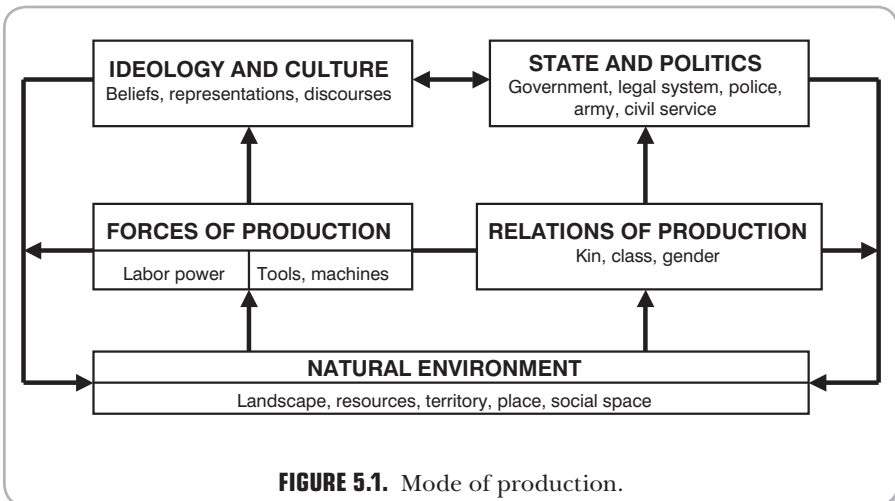 IDEOLOGY AND CULTURE
Beliefs, representations, discourses
STATE AND POLITICS
Government, legal system, police,
army, civil service
FORCES OF PRODUCTION
Labor power
Tools, machines
RELATIONS OF PRODUCTION
Kin, class, gender
NATURAL ENVIRONMENT
Landscape, resources, territory, place, social space
FIGURE 5.1. Mode of production.